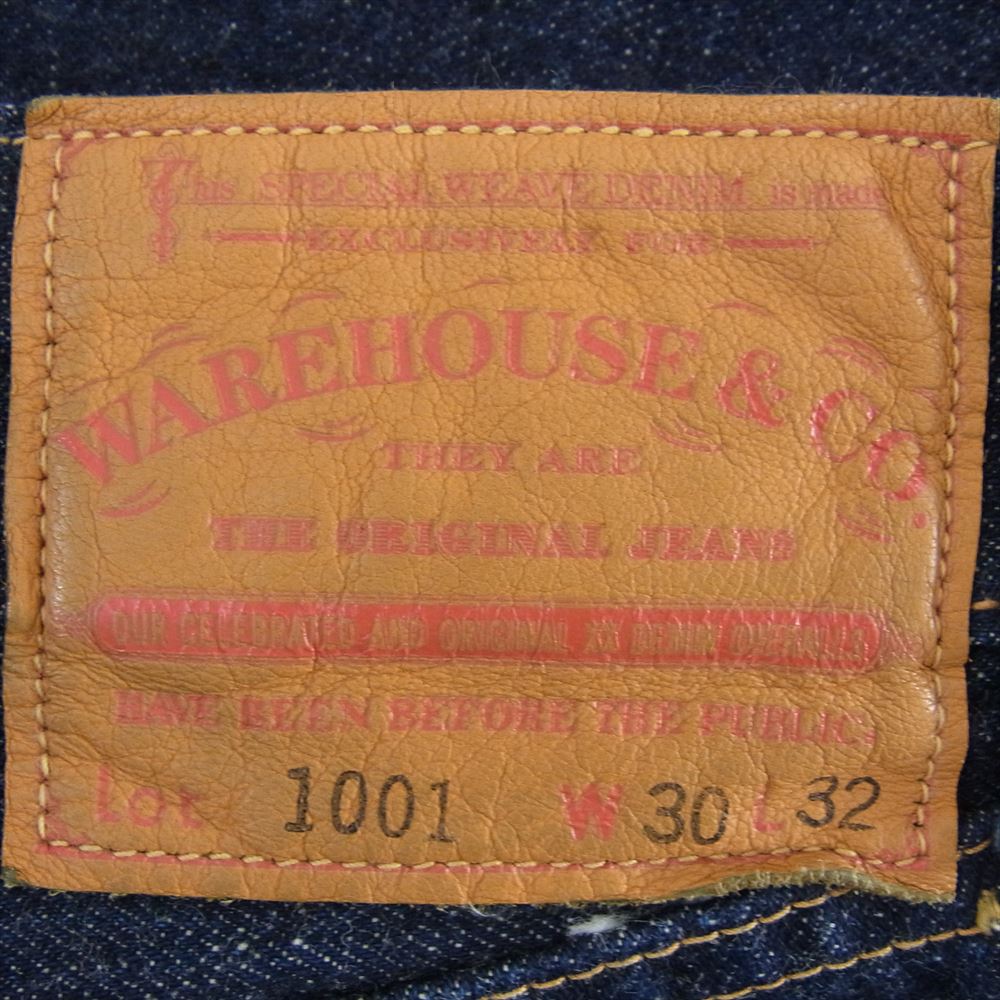 This SPECIAL WEAVE DENIM is made
EXCLUSIVELY FOR
WAREHOUSE & CO.
THEY ARE
THE ORIGINAL JEANS
OUR CELEBRATED AND ORIGINAL XX DENIM OVERALLS
HAVE BEEN BEFORE THE PUBLIC.
Lot 1001 W 30 L 32